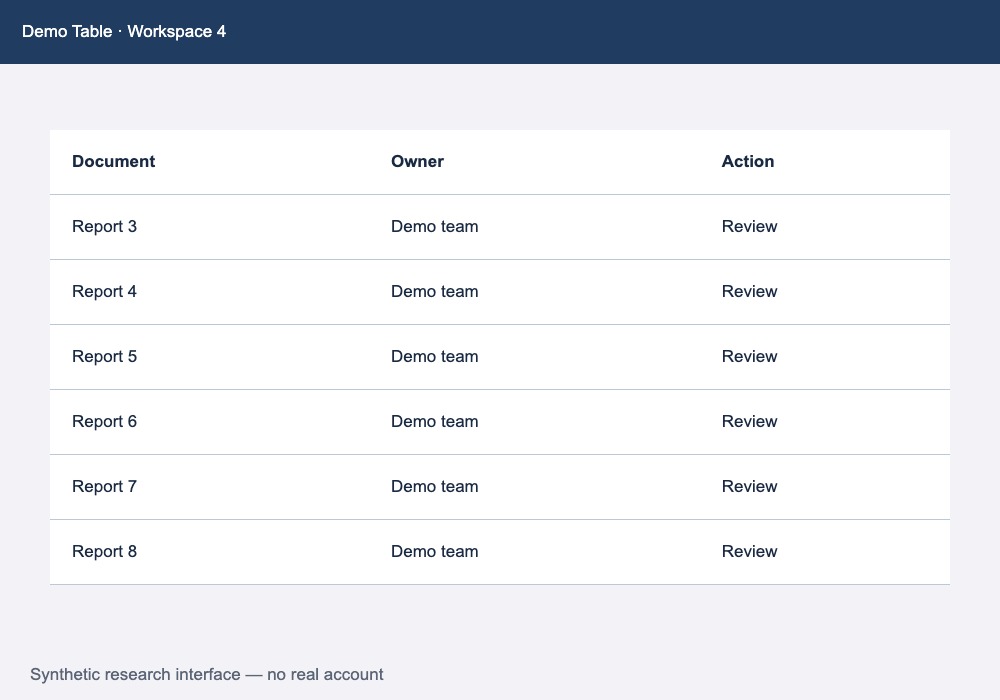 Demo Table · Workspace 4
Document Owner Action
Report 3 Demo team Review
Report 4 Demo team Review
Report 5 Demo team Review
Report 6 Demo team Review
Report 7 Demo team Review
Report 8 Demo team Review
Synthetic research interface — no real account